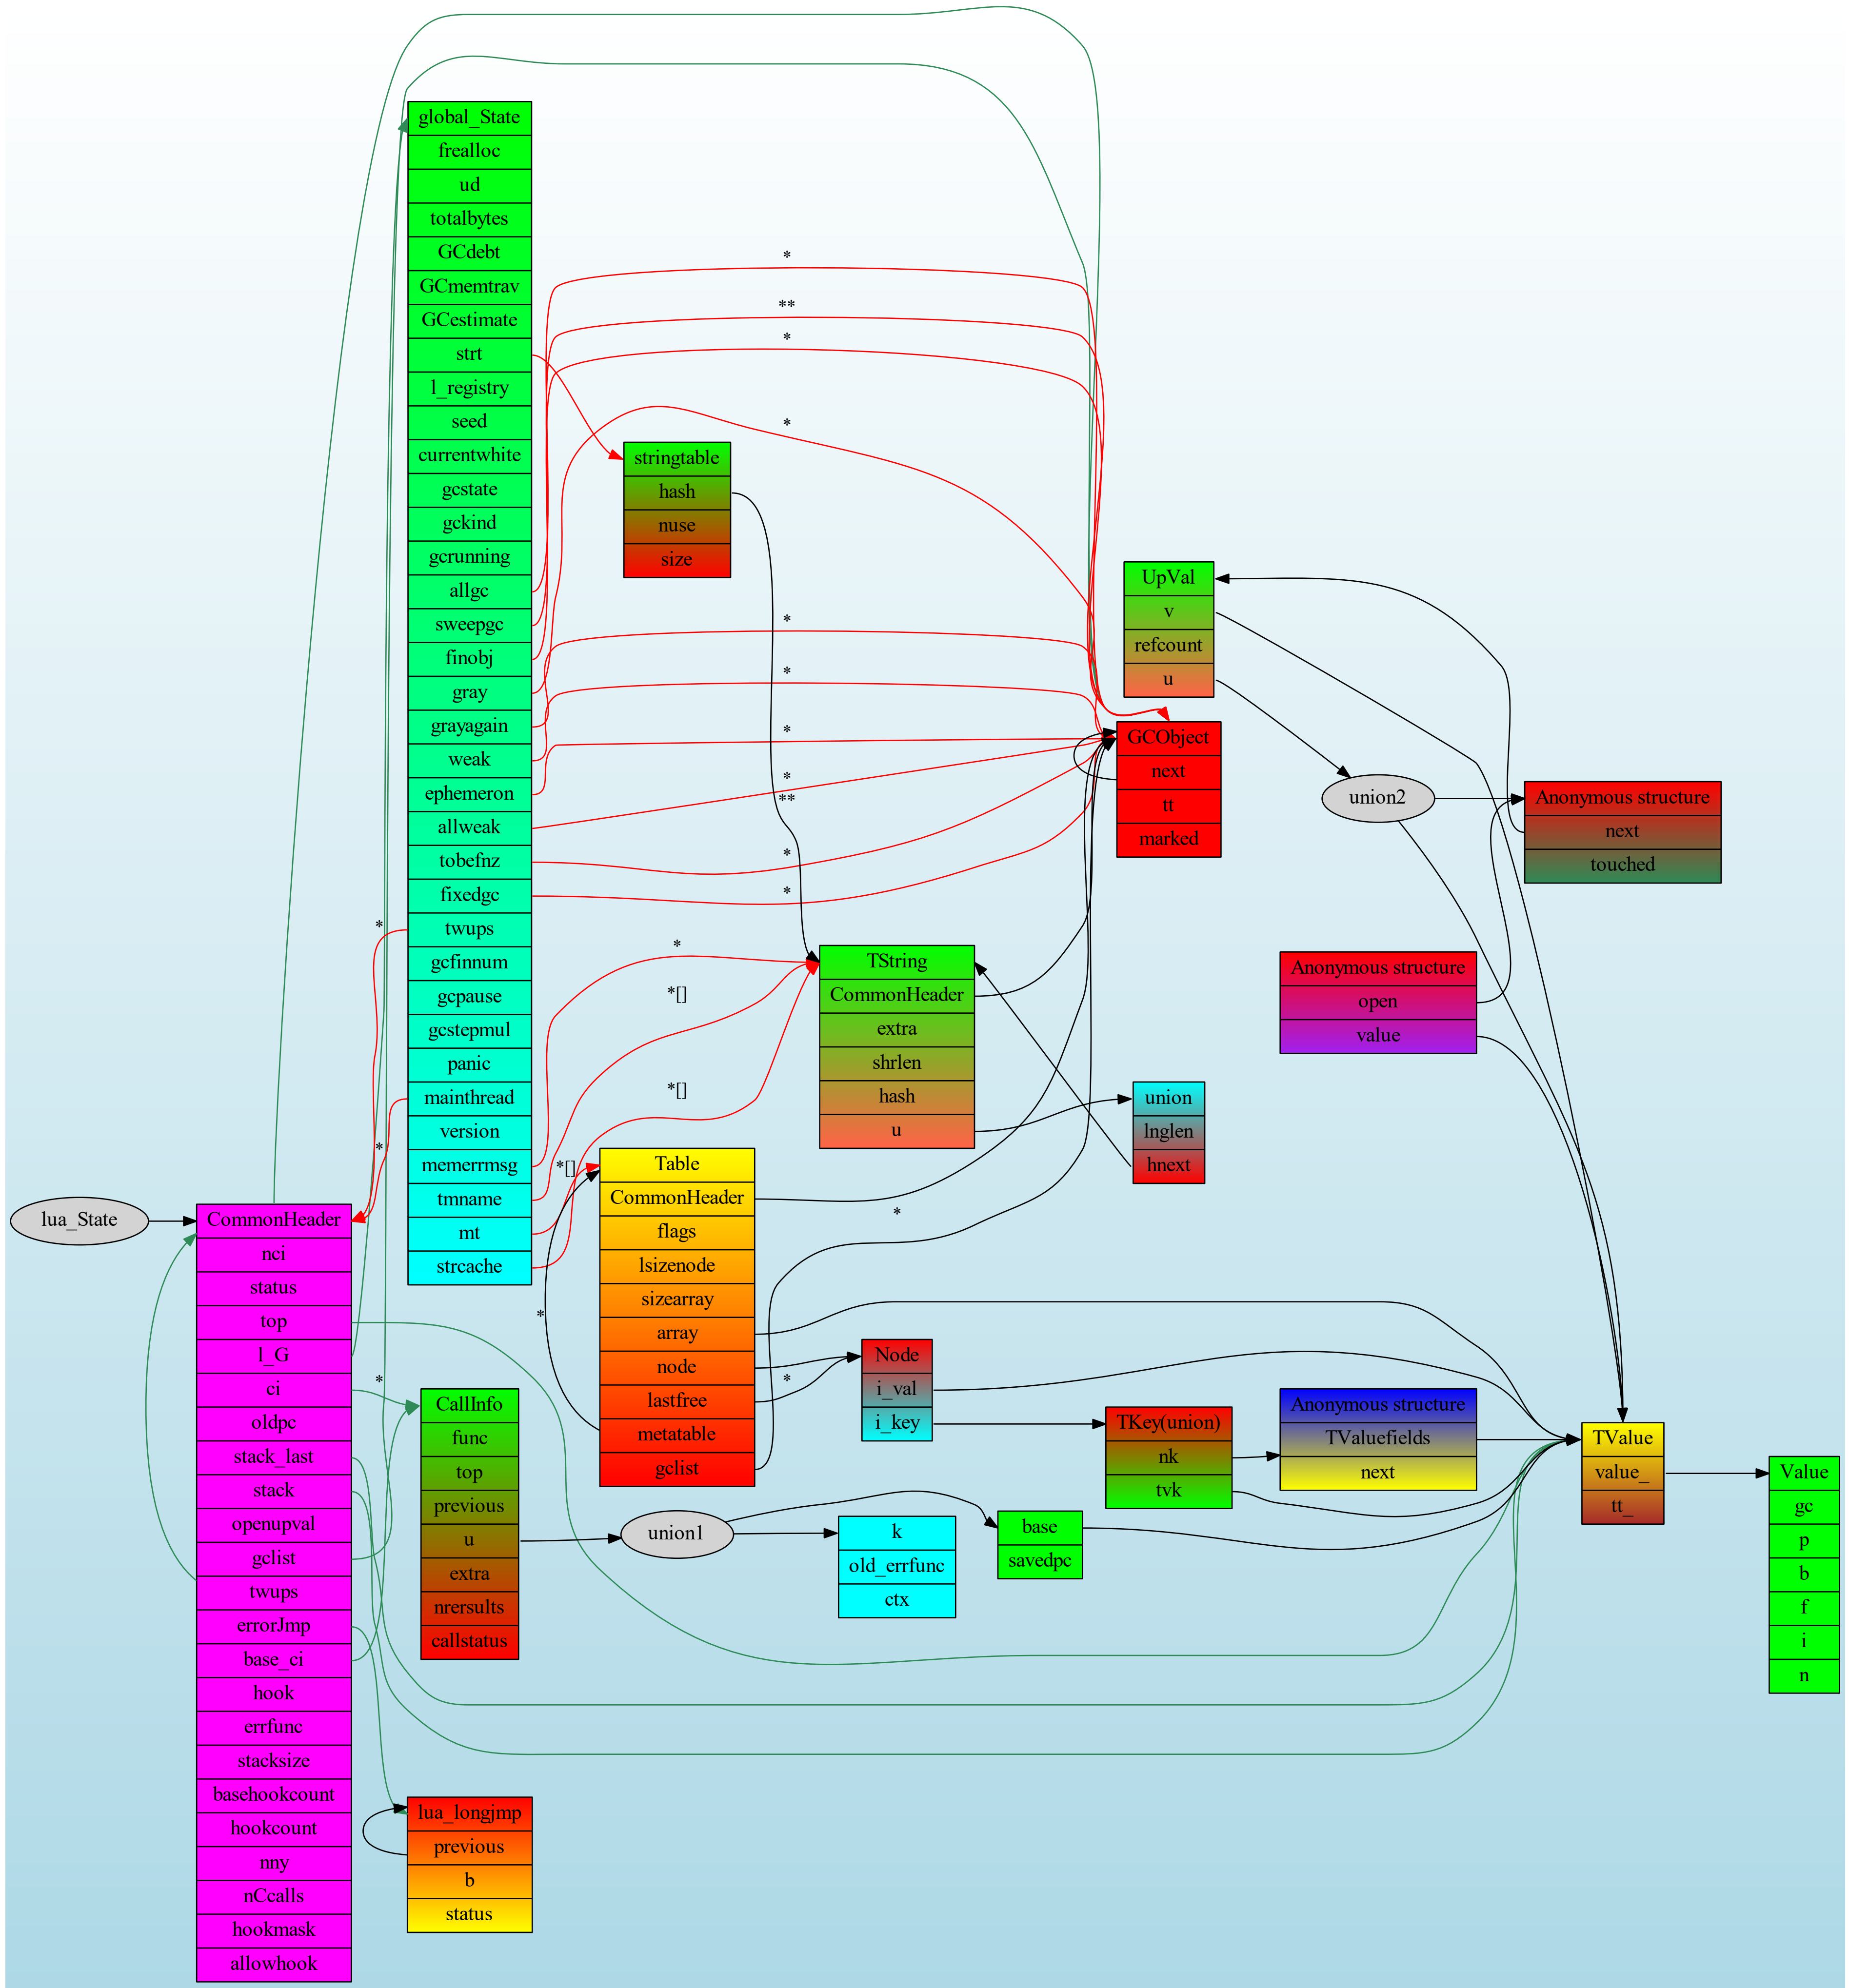 lua_State
CommonHeader
nci
status
top
l_G
ci
oldpc
stack_last
stack
openupval
gclist
twups
errorJmp
base_ci
hook
errfunc
stacksize
basehookcount
hookcount
nny
nCcalls
hookmask
allowhook
global_State
frealloc
ud
totalbytes
GCdebt
GCmemtrav
GCestimate
strt
l_registry
seed
currentwhite
gcstate
gckind
gcrunning
allgc
sweepgc
finobj
gray
grayagain
weak
ephemeron
allweak
tobefnz
fixedgc
twups
gcfinnum
gcpause
gcstepmul
panic
mainthread
version
memerrmsg
tmname
mt
strcache
*
*
*
CallInfo
func
top
previous
u
extra
nrersults
callstatus
lua_longjmp
previous
b
status
stringtable
hash
nuse
size
*
**
*
*
*
*
*
*
**
*
*
*
*[]
*[]
*[]
*
Table
CommonHeader
flags
lsizenode
sizearray
array
node
lastfree
metatable
gclist
*
*
union1
TString
CommonHeader
extra
shrlen
hash
u
Node
i_val
i_key
k
old_errfunc
ctx
base
savedpc
UpVal
v
refcount
u
GCObject
next
tt
marked
union
lnglen
hnext
TKey(union)
nk
tvk
union2
Anonymous structure
open
value
Anonymous structure
TValuefields
next
Anonymous structure
next
touched
TValue
value_
tt_
Value
gc
p
b
f
i
n